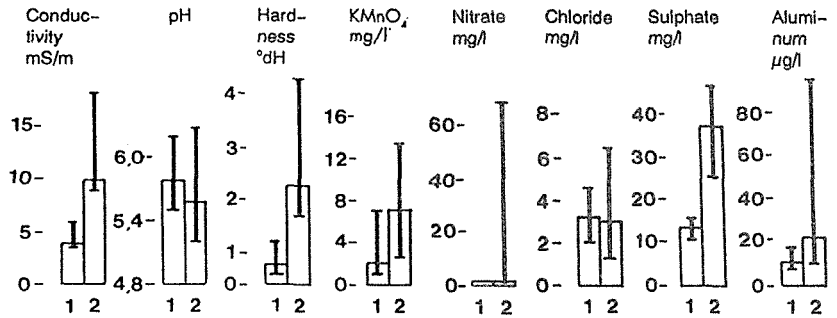 Conduc-
tivity
mS/m
15-
10-
5-
0-
1 2
pH
6,0-
5,4-
4,8-
1 2
Hard-
ness
°dH
4-
3-
2-
1-
0-
1 2
KMnO4
mg/l
16-
12-
8-
4-
0-
1 2
Nitrate
mg/l
60-
40-
20-
0-
1 2
Chloride
mg/l
8-
6-
4-
2-
0-
1 2
Sulphate
mg/l
40-
30-
20-
10-
0-
1 2
Alumi-
num
µg/l
80-
60-
40-
20-
0-
1 2